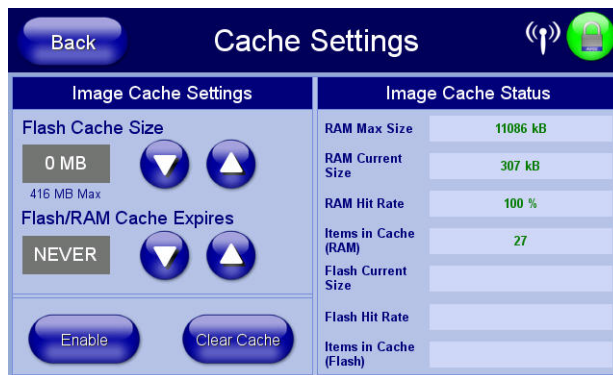 Back
Cache Settings
Image Cache Settings
Flash Cache Size
0 MB
416 MB Max
Flash/RAM Cache Expires
NEVER
Enable
Clear Cache
Image Cache Status
RAM Max Size
11086 kB
RAM Current
Size
307 kB
RAM Hit Rate
100 %
Items in Cache
(RAM)
27
Flash Current
Size
Flash Hit Rate
Items in Cache
(Flash)